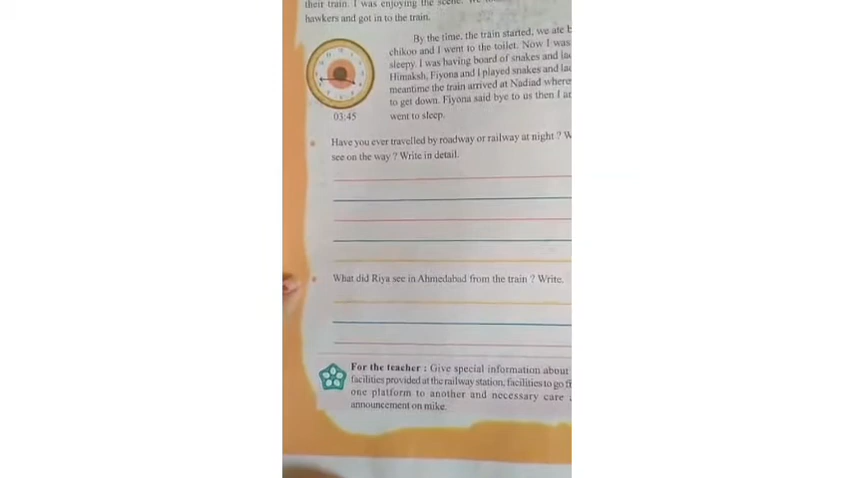 their train. I was enjoying the scene.
hawkers and got in to the train.
By the time, the train started, we ate
chikoo and I went to the toilet. Now I was
sleepy. I was having board of snakes and
Himaksh, Fiyona and I played snakes and
meantime the train arrived at Nadiad where
to get down. Fiyona said bye to us then I
went to sleep.
03:45
Have you ever travelled by roadway or railway at night ?
see on the way ? Write in detail.
What did Riya see in Ahmedabad from the train ? Write.
For the teacher : Give special information about
facilities provided at the railway station, facilities to go
one platform to another and necessary care
announcement on mike.